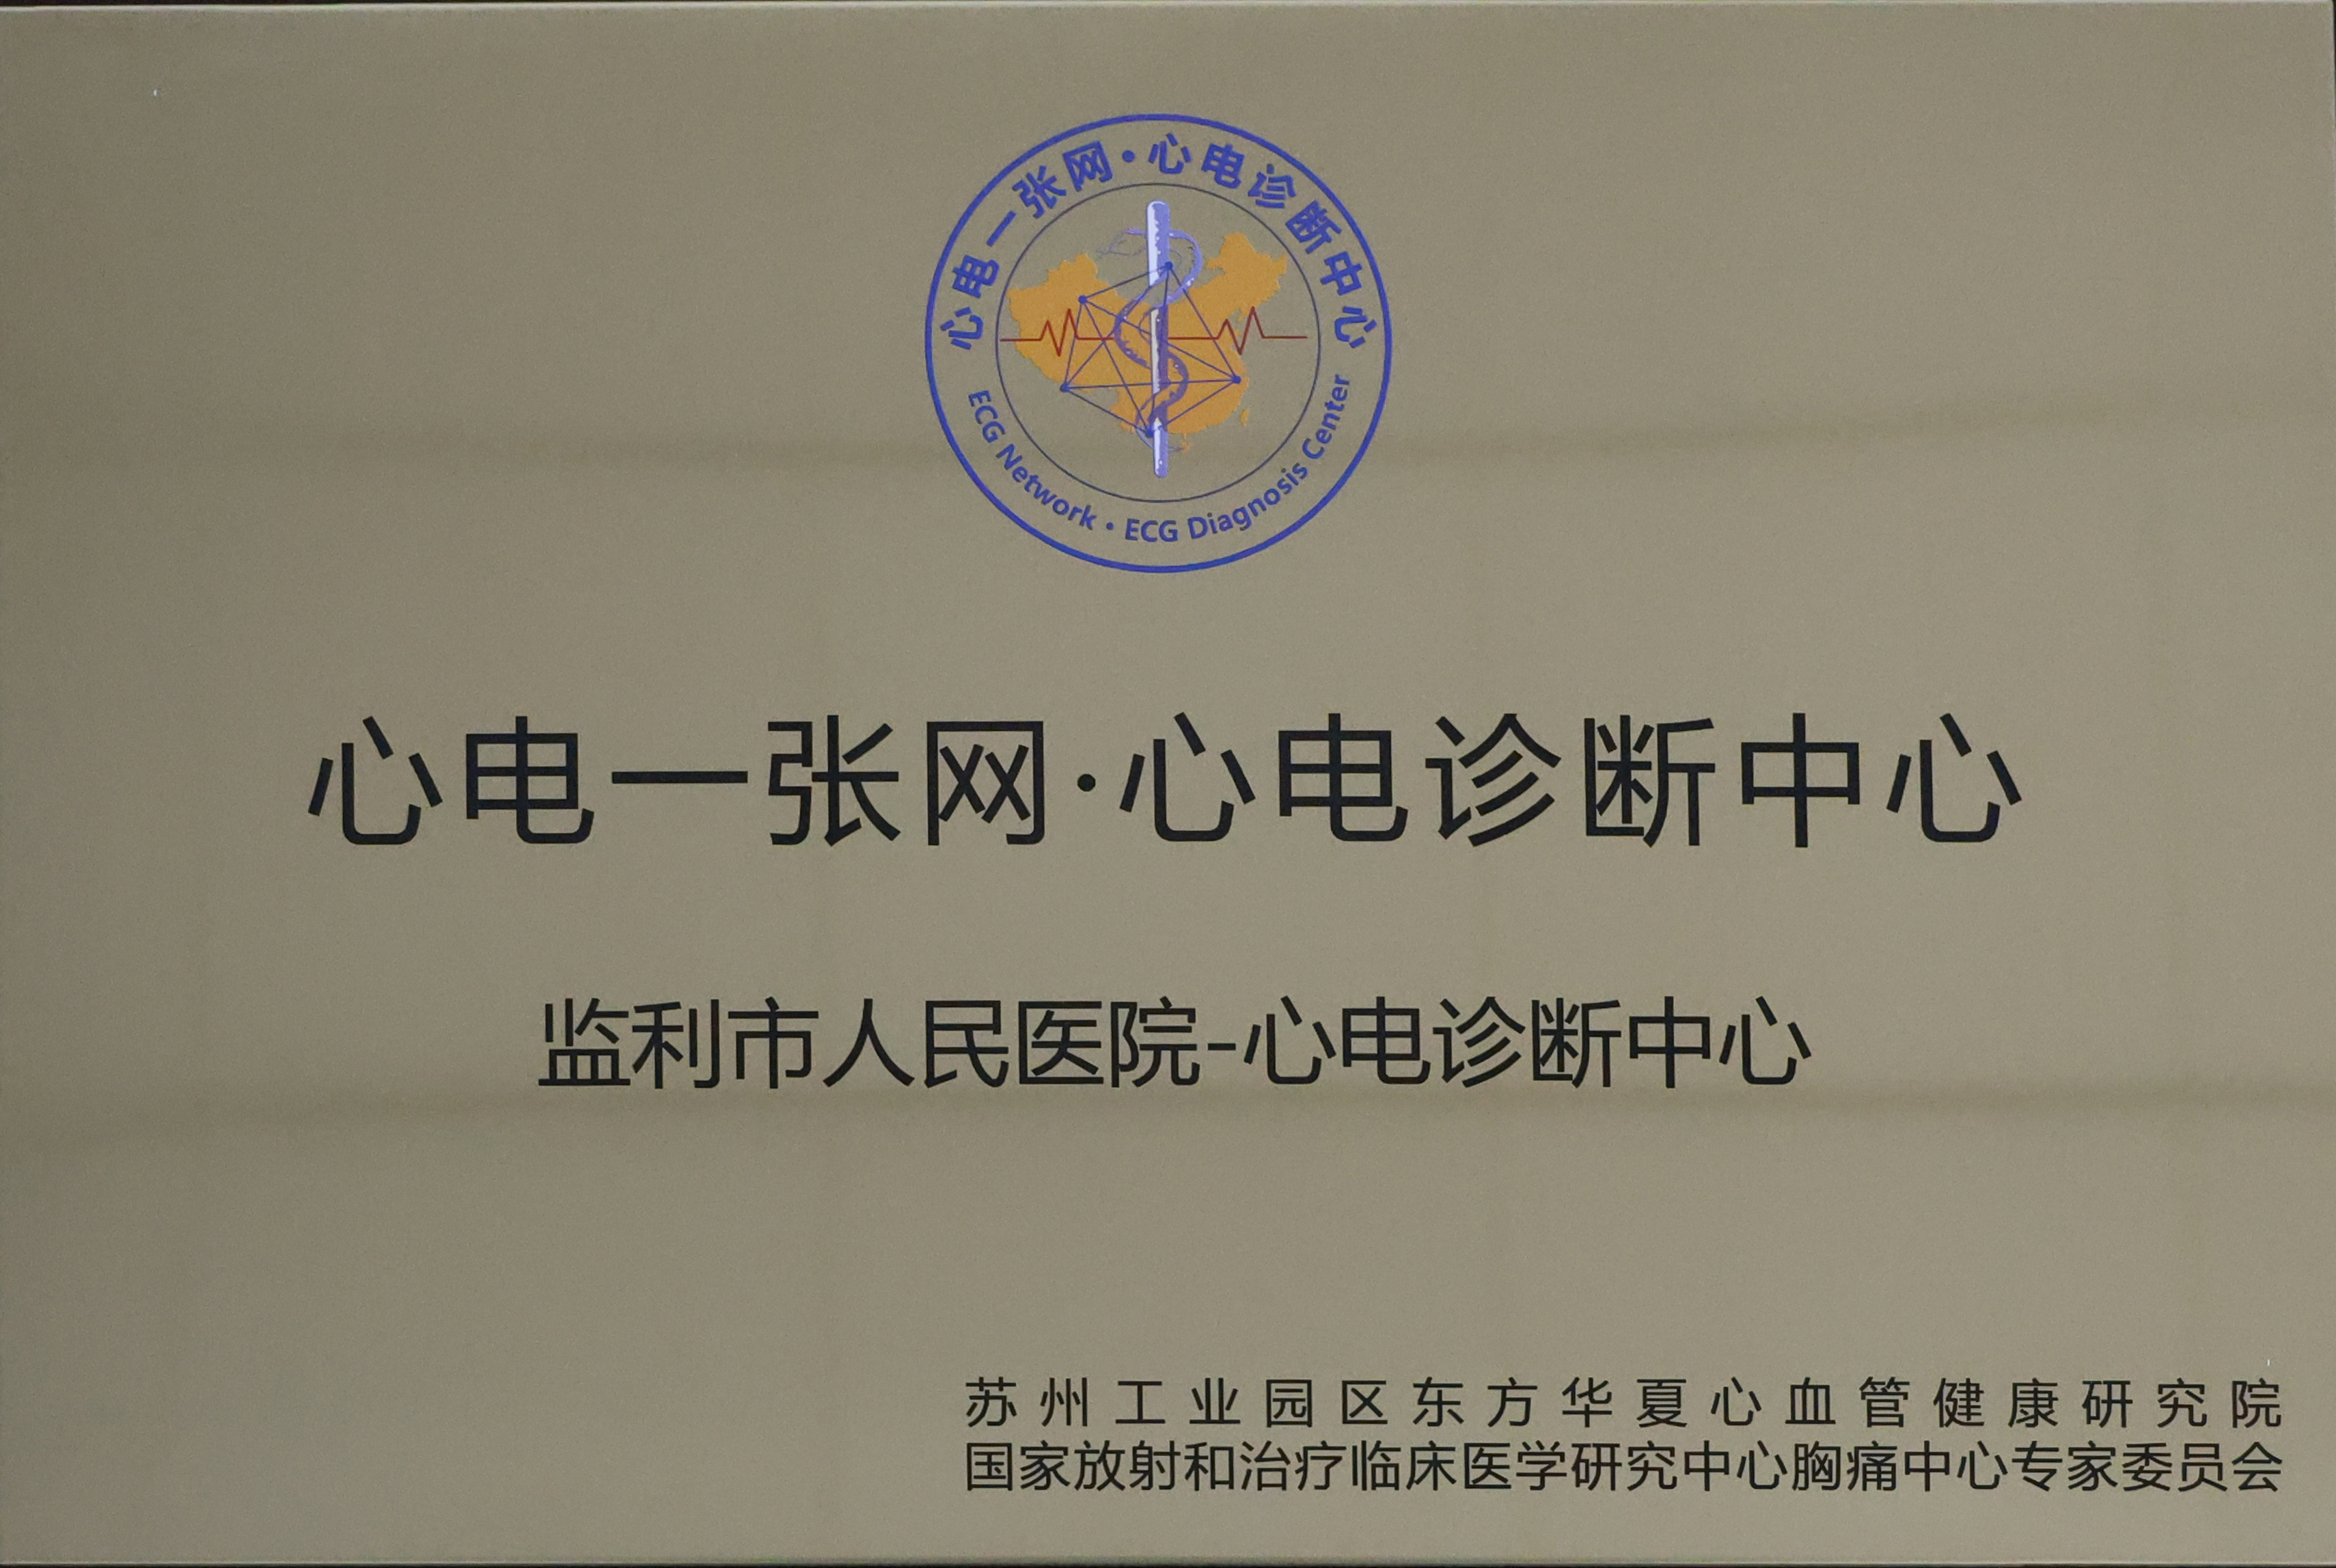 心电一张网·心电诊断中心
ECG Network · ECG Diagnosis Center
心电一张网·心电诊断中心
监利市人民医院-心电诊断中心
苏州工业园区东方华夏心血管健康研究院
国家放射和治疗临床医学研究中心胸痛中心专家委员会